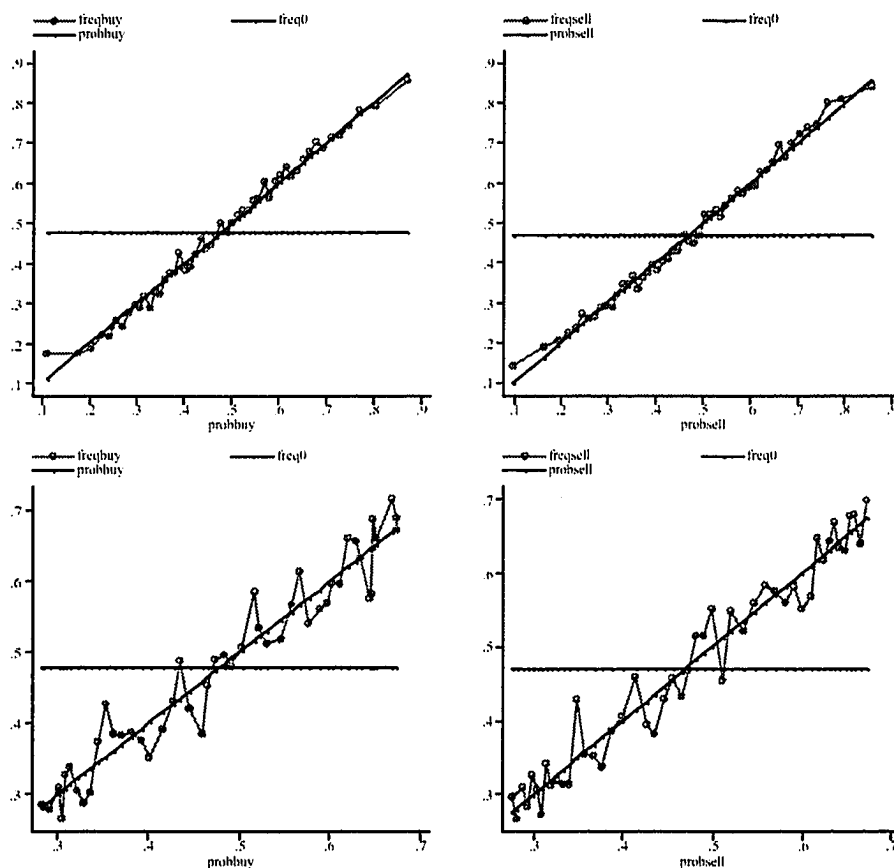 freqbuy freq0
probbuy
.9
.8
.7
.6
.5
.4
.3
.2
.1
.1 .2 .3 .4 .5 .6 .7 .8 .9
probbuy
freqsell freq0
probsell
.9
.8
.7
.6
.5
.4
.3
.2
.1
.1 .2 .3 .4 .5 .6 .7 .8 .9
probsell
freqbuy freq0
probbuy
.7
.6
.5
.4
.3
.3 .4 .5 .6 .7
probbuy
freqsell freq0
probsell
.7
.6
.5
.4
.3
.3 .4 .5 .6
probsell